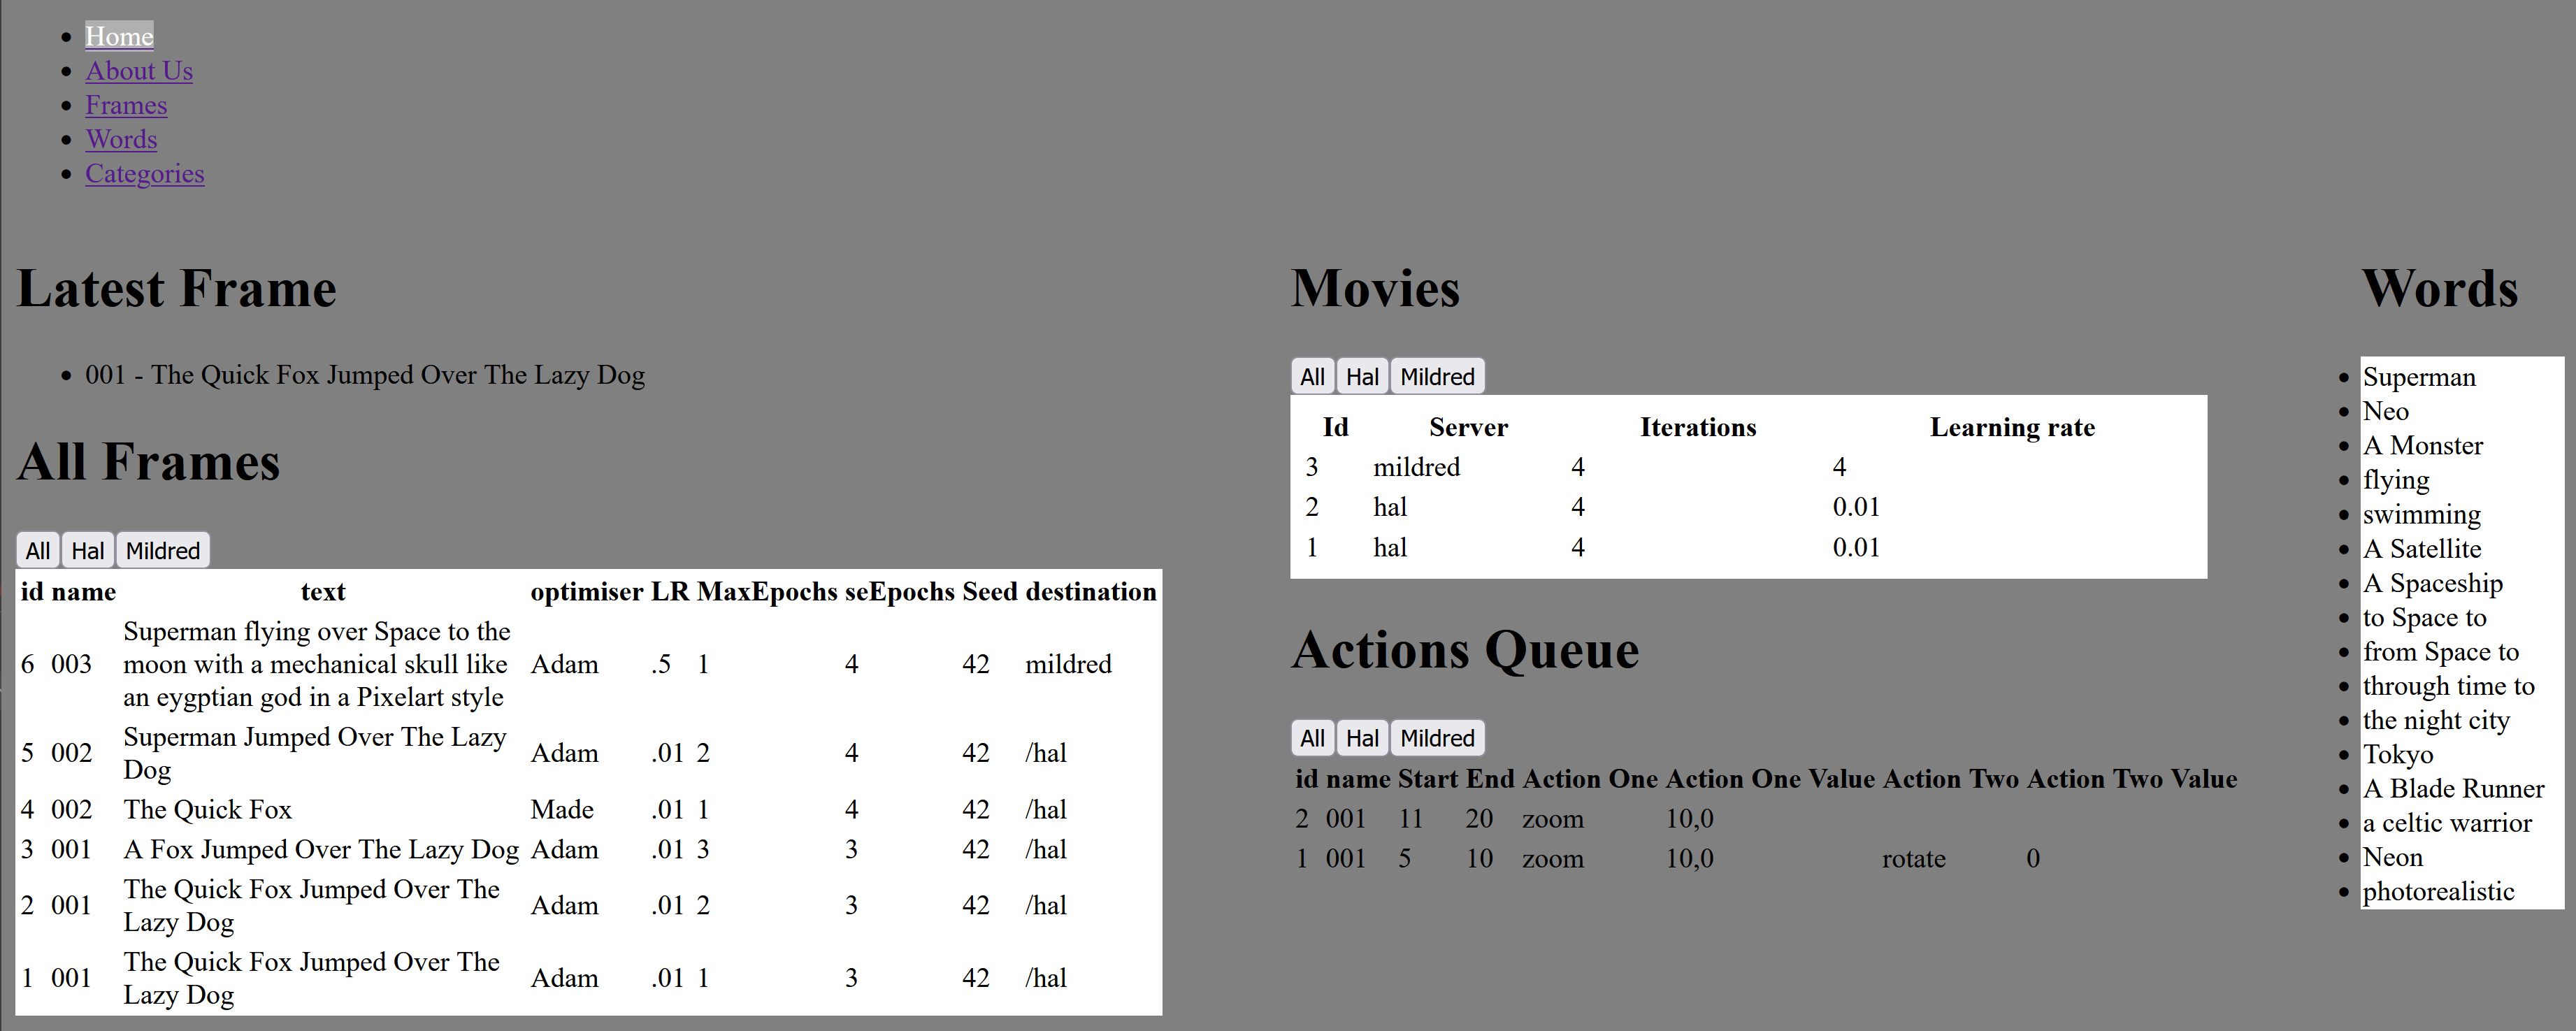 Home
About Us
Frames
Words
Categories
Latest Frame
001 - The Quick Fox Jumped Over The Lazy Dog
All Frames
All Hal Mildred
id name text optimiser LR MaxEpochs seEpochs Seed destination
6 003 Superman flying over Space to the
moon with a mechanical skull like
an eygptian god in a Pixelart style Adam .5 1 4 42 mildred
5 002 Superman Jumped Over The Lazy
Dog Adam .01 2 4 42 /hal
4 002 The Quick Fox Made .01 1 4 42 /hal
3 001 A Fox Jumped Over The Lazy Dog Adam .01 3 3 42 /hal
2 001 The Quick Fox Jumped Over The
Lazy Dog Adam .01 2 3 42 /hal
1 001 The Quick Fox Jumped Over The
Lazy Dog Adam .01 1 3 42 /hal
Movies
All Hal Mildred
Id Server Iterations Learning rate
3 mildred 4 4
2 hal 4 0.01
1 hal 4 0.01
Actions Queue
All Hal Mildred
id name Start End Action One Action One Value Action Two Action Two Value
2 001 11 20 zoom 10,0
1 001 5 10 zoom 10,0 rotate 0
Words
Superman
Neo
A Monster
flying
swimming
A Satellite
A Spaceship
to Space to
from Space to
through time to
the night city
Tokyo
A Blade Runner
a celtic warrior
Neon
photorealistic